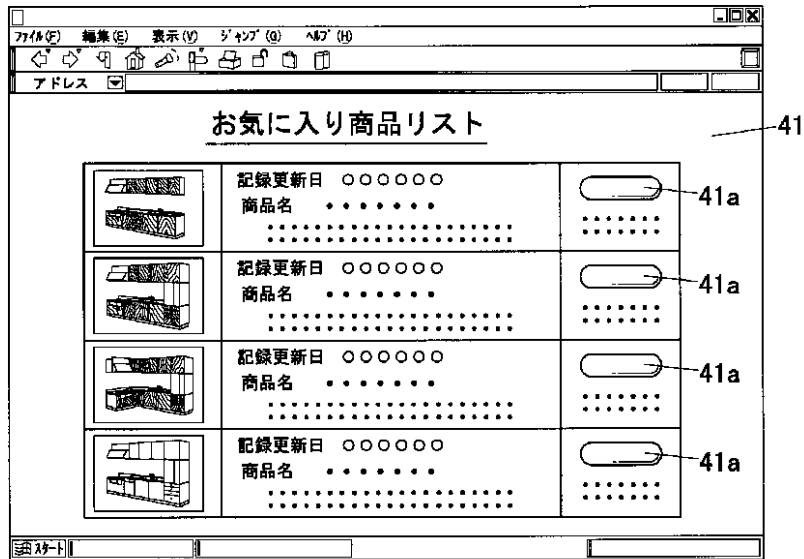 ファイル(F) 編集(E) 表示(V) ジャンプ(G) ヘルプ(H)
アドレス
お気に入り商品リスト
41
記録更新日 ○○○○○○
商品名 ・・・・・・・
41a
記録更新日 ○○○○○○
商品名 ・・・・・・・
41a
記録更新日 ○○○○○○
商品名 ・・・・・・・
41a
記録更新日 ○○○○○○
商品名 ・・・・・・・
41a
スタート